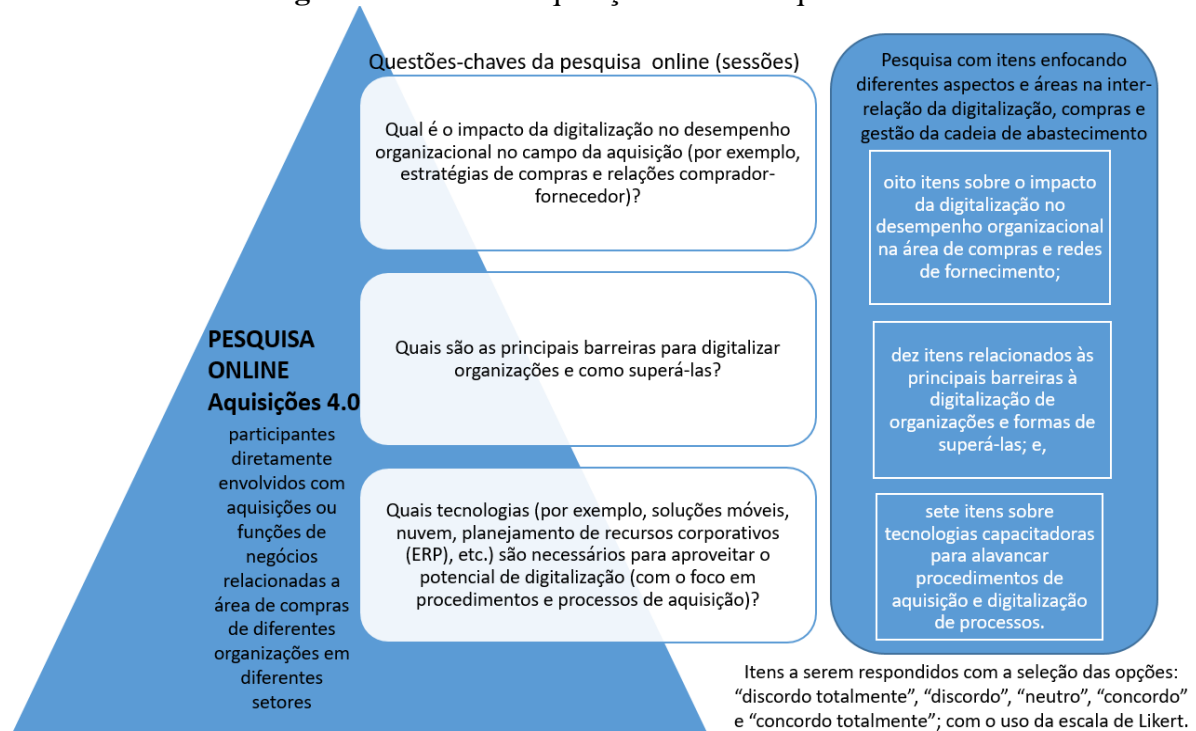 Questões-chaves da pesquisa online (sessões)
Qual é o impacto da digitalização no desempenho
organizacional no campo da aquisição (por exemplo,
estratégias de compras e relações comprador-
fornecedor)?
Quais são as principais barreiras para digitalizar
organizações e como superá-las?
Quais tecnologias (por exemplo, soluções móveis,
nuvem, planejamento de recursos corporativos
(ERP), etc.) são necessários para aproveitar o
potencial de digitalização (com o foco em
procedimentos e processos de aquisição)?
PESQUISA
ONLINE
Aquisições 4.0
participantes
diretamente
envolvidos com
aquisições ou
funções de
negócios
relacionadas a
área de compras
de diferentes
organizações em
diferentes
setores
Pesquisa com itens enfocando
diferentes aspectos e áreas na inter-
relação da digitalização, compras e
gestão da cadeia de abastecimento
oito itens sobre o impacto
da digitalização no
desempenho organizacional
na área de compras e redes
de fornecimento;
dez itens relacionados às
principais barreiras à
digitalização de
organizações e formas de
superá-las; e,
sete itens sobre
tecnologias capacitadoras
para alavancar
procedimentos de
aquisição e digitalização
de processos.
Itens a serem respondidos com a seleção das opções:
“discordo totalmente”, “discordo”, “neutro”, “concordo”
e “concordo totalmente”; com o uso da escala de Likert.